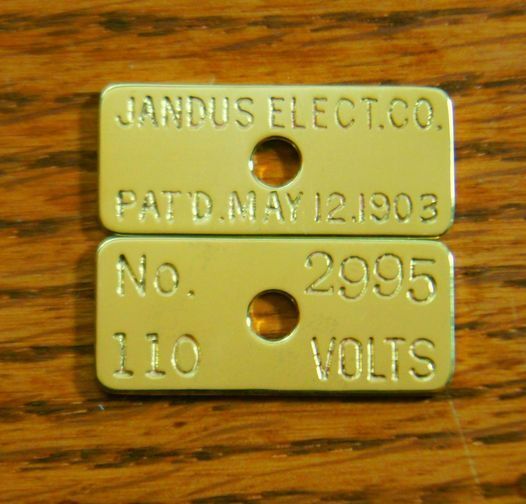 JANDUS ELECT.CO.
PAT'D.MAY 12.1903
No. 2995
110 VOLTS